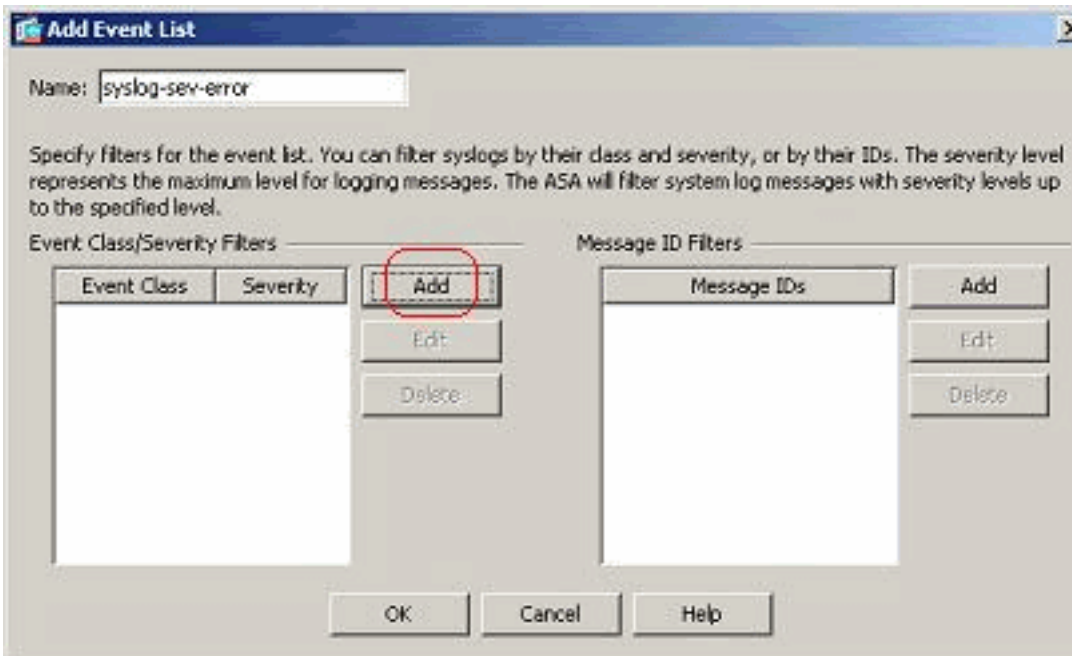 Add Event List
Name: syslog-sev-error
Specify filters for the event list. You can filter syslogs by their class and severity, or by their IDs. The severity level
represents the maximum level for logging messages. The ASA will filter system log messages with severity levels up
to the specified level.
Event Class/Severity Filters
Event Class
Severity
Add
Edit
Delete
Message ID Filters
Message IDs
Add
Edit
Delete
OK
Cancel
Help